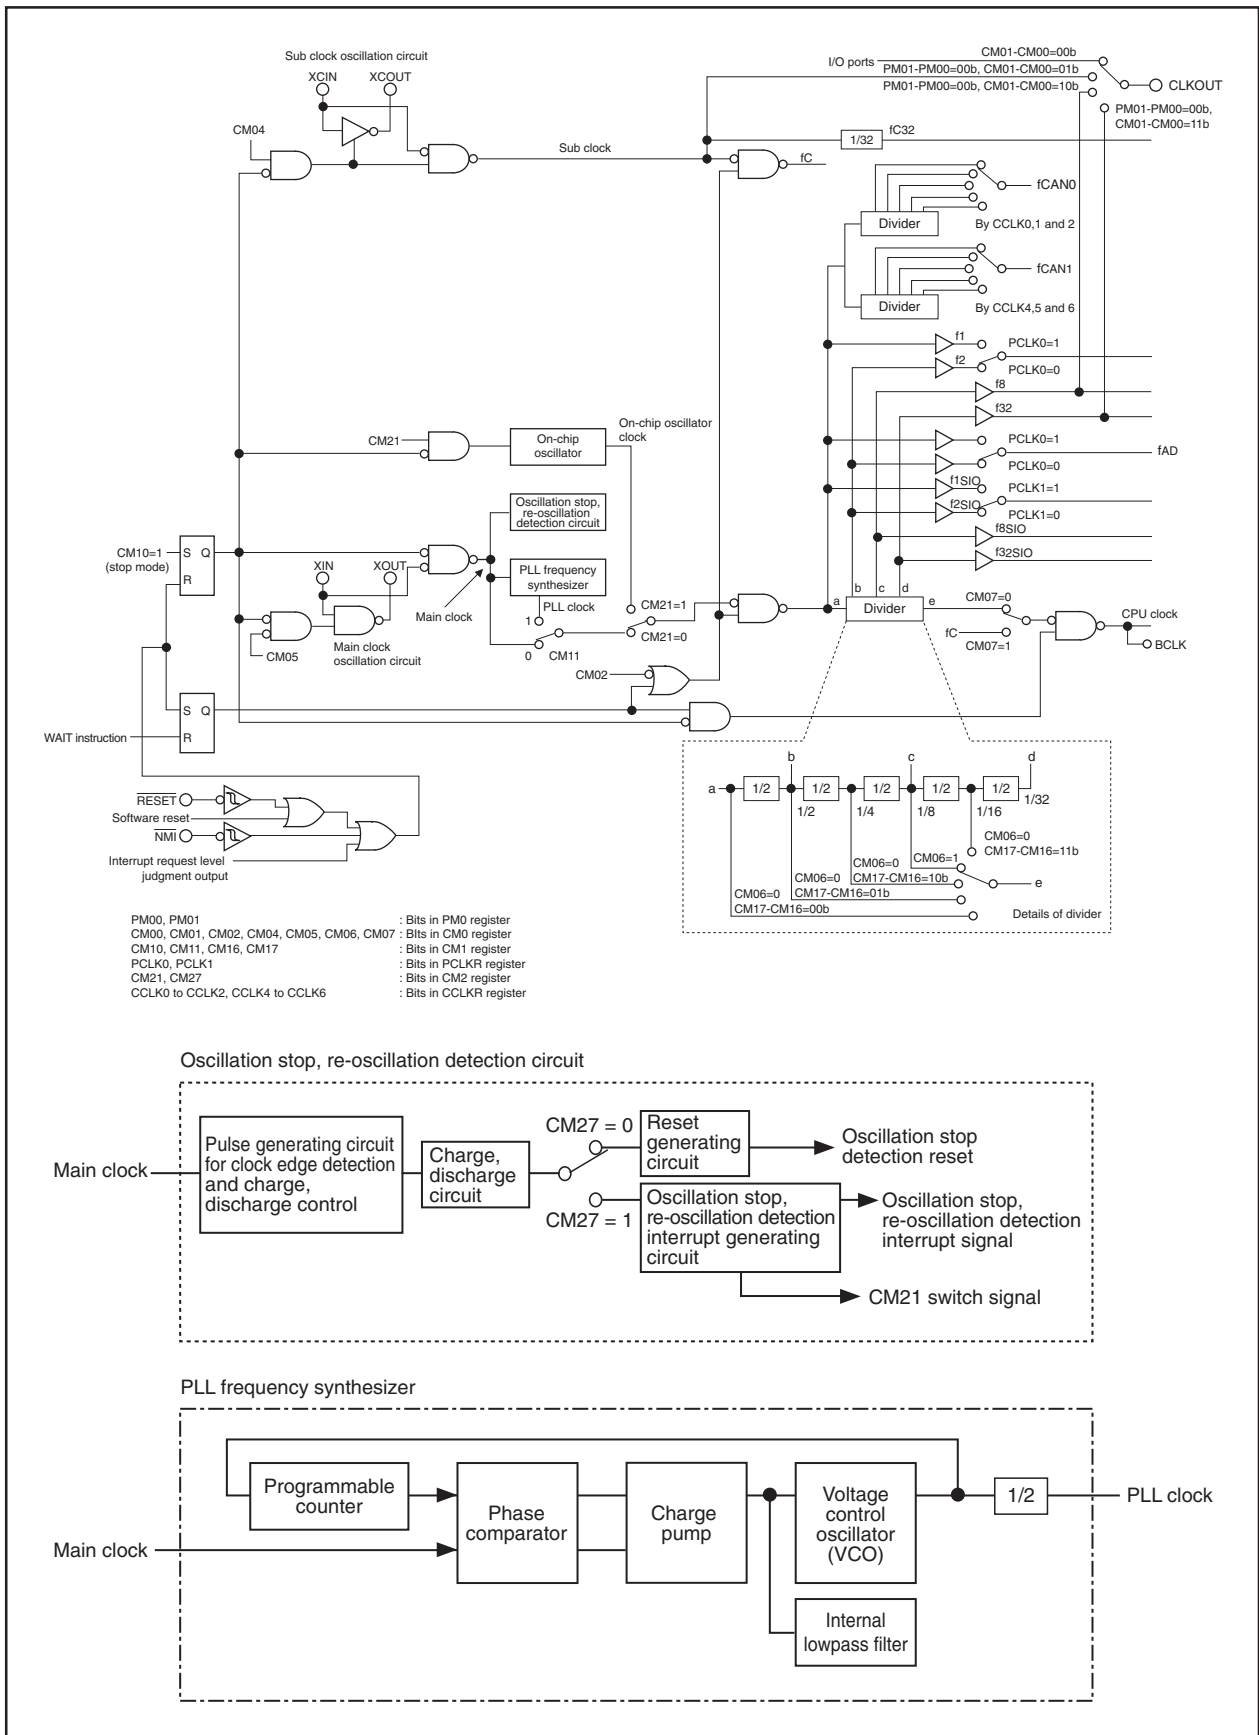 Sub clock oscillation circuit
XCIN
XCOUT
CM04
Sub clock
I/O ports
CM01-CM00=00b
PM01-PM00=00b, CM01-CM00=01b
PM01-PM00=00b, CM01-CM00=10b
CLKOUT
PM01-PM00=00b,
CM01-CM00=11b
1/32
fC32
fC
fCAN0
Divider
By CCLK0,1 and 2
fCAN1
Divider
By CCLK4,5 and 6
f1
PCLK0=1
f2
PCLK0=0
f8
f32
PCLK0=1
fAD
PCLK0=0
f1SIO
PCLK1=1
f2SIO
PCLK1=0
f8SIO
f32SIO
CM21
On-chip
oscillator
On-chip oscillator
clock
Oscillation stop,
re-oscillation
detection circuit
CM10=1
(stop mode)
S Q
R
XIN
XOUT
PLL frequency
synthesizer
Main clock
PLL clock
1
0
CM11
CM21=1
CM21=0
CM05
Main clock
oscillation circuit
a
b
c
d
Divider
e
CM07=0
fC
CM07=1
CPU clock
BCLK
CM02
S Q
R
WAIT instruction
RESET
Software reset
NMI
Interrupt request level
judgment output
b
c
d
a
1/2
1/2
1/2
1/2
1/2
1/2
1/4
1/8
1/16
1/32
CM06=0
CM17-CM16=11b
CM06=1
CM06=0
CM17-CM16=10b
CM06=0
CM17-CM16=01b
CM06=0
CM17-CM16=00b
e
Details of divider
PM00, PM01 : Bits in PM0 register
CM00, CM01, CM02, CM04, CM05, CM06, CM07 : BIts in CM0 register
CM10, CM11, CM16, CM17 : Bits in CM1 register
PCLK0, PCLK1 : Bits in PCLKR register
CM21, CM27 : Bits in CM2 register
CCLK0 to CCLK2, CCLK4 to CCLK6 : Bits in CCLKR register
Oscillation stop, re-oscillation detection circuit
Main clock
Pulse generating circuit
for clock edge detection
and charge,
discharge control
Charge,
discharge
circuit
CM27 = 0
Reset
generating
circuit
Oscillation stop
detection reset
CM27 = 1
Oscillation stop,
re-oscillation detection
interrupt generating
circuit
Oscillation stop,
re-oscillation detection
interrupt signal
CM21 switch signal
PLL frequency synthesizer
Programmable
counter
Main clock
Phase
comparator
Charge
pump
Voltage
control
oscillator
(VCO)
1/2
PLL clock
Internal
lowpass filter